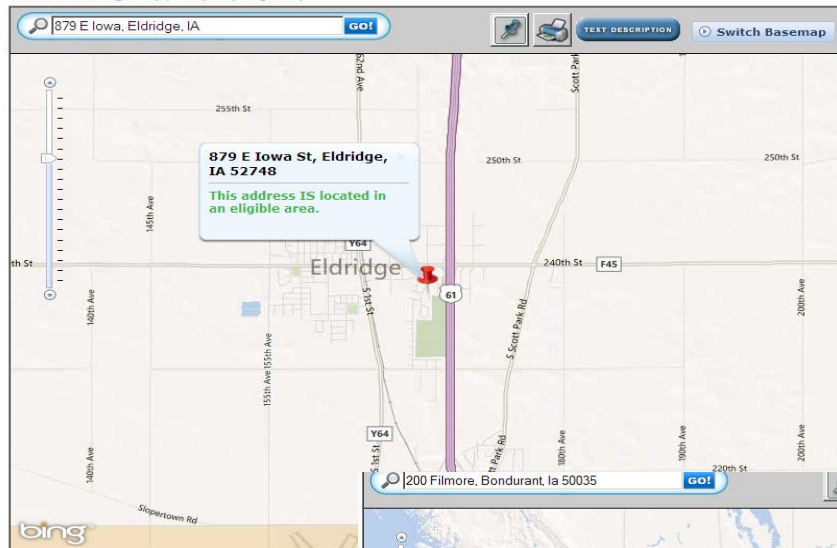 879 E Iowa, Eldridge, IA
GO!
TEXT DESCRIPTION
Switch Basemap
62nd Ave
Scott Park
255th St
879 E Iowa St, Eldridge,
IA 52748
This address IS located in
an eligible area.
250th St
250th St
145th Ave
Y64
th St
Eldridge
240th St
F45
S 1st St
61
140th Ave
155th Ave
155th Ave
S Scott Park Rd
200th Ave
Y64
S 1st St
140th Ave
Park Rd
180th Ave
190th Ave
200th Ave
220th St
200 Filmore, Bondurant, Ia 50035
GO!
Slopertown Rd
bing